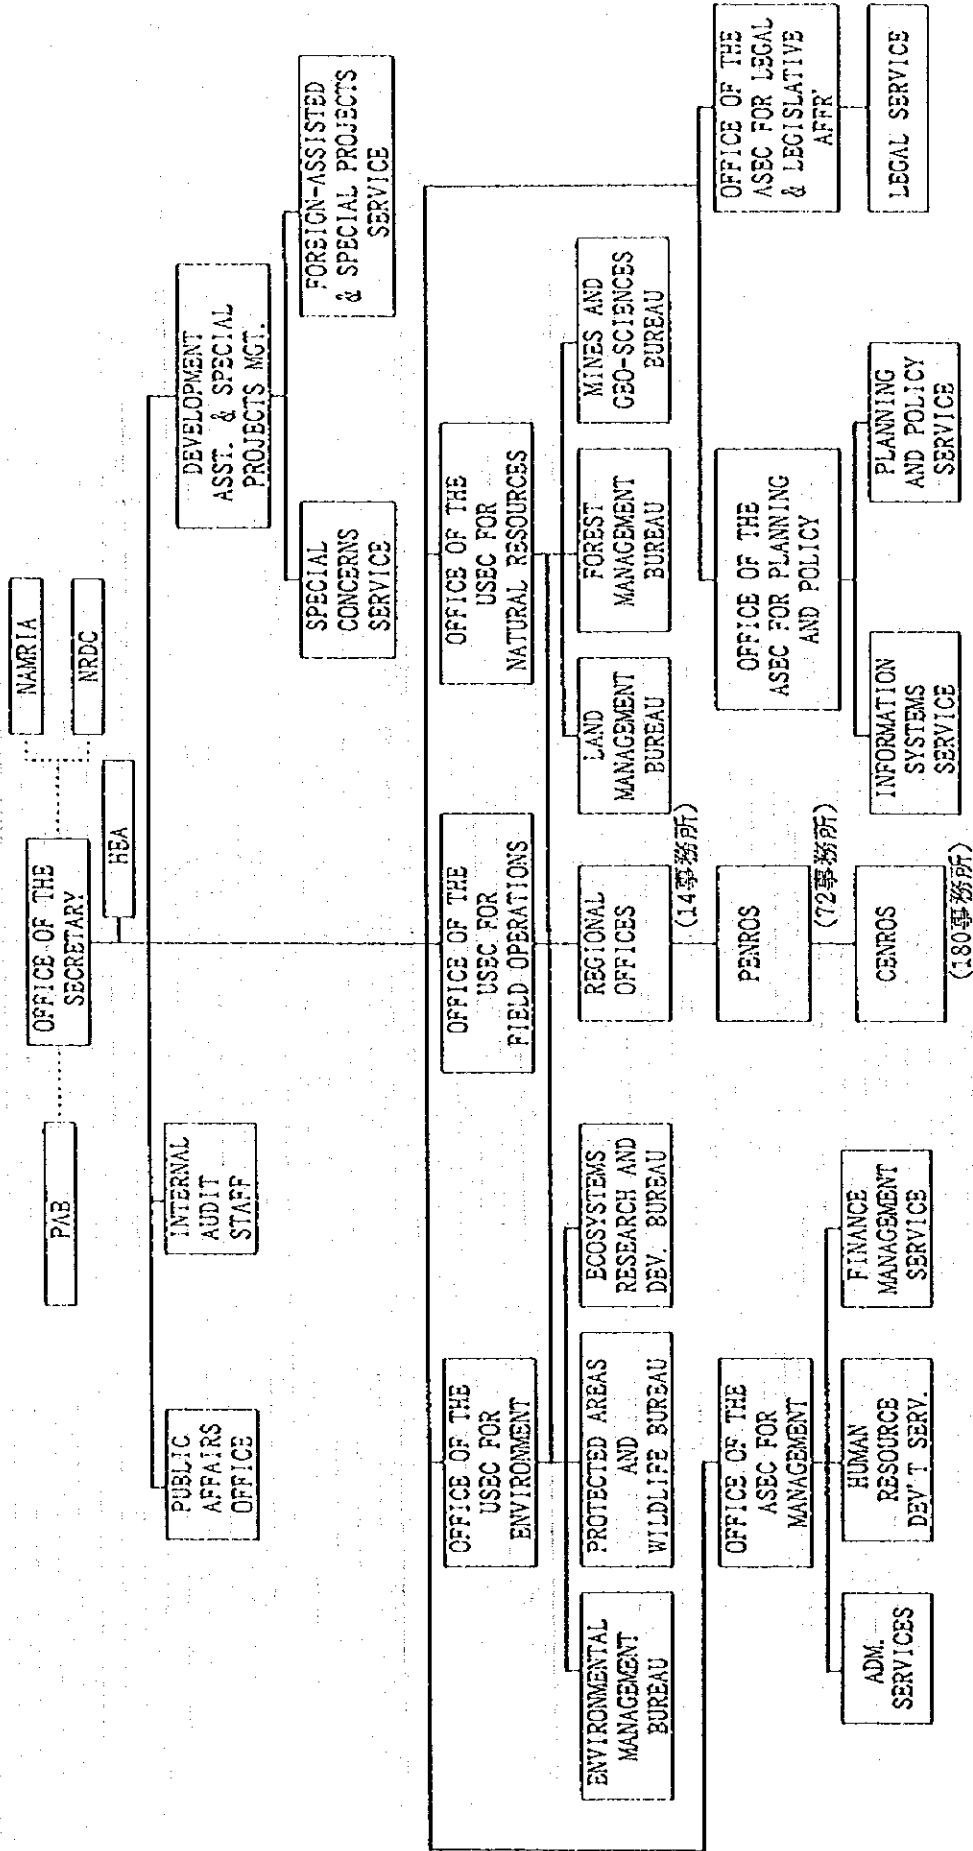 NAMRIA
NRDC
OFFICE OF THE
SECRETARY
PAB
HEA
PUBLIC
AFFAIRS
OFFICE
INTERNAL
AUDIT
STAFF
DEVELOPMENT
ASST. & SPECIAL
PROJECTS MGT.
SPECIAL
CONCERNS
SERVICE
FOREIGN-ASSISTED
& SPECIAL PROJECTS
SERVICE
OFFICE OF THE
USEC FOR
ENVIRONMENT
OFFICE OF THE
USEC FOR
FIELD OPERATIONS
OFFICE OF THE
USEC FOR
NATURAL RESOURCES
ENVIRONMENTAL
MANAGEMENT
BUREAU
PROTECTED AREAS
AND
WILDLIFE BUREAU
ECOSYSTEMS
RESEARCH AND
DEV. BUREAU
REGIONAL
OFFICES
(14事務所)
LAND
MANAGEMENT
BUREAU
FOREST
MANAGEMENT
BUREAU
MINES AND
GEO-SCIENCES
BUREAU
OFFICE OF THE
ASEC FOR
MANAGEMENT
PENROS
(72事務所)
OFFICE OF THE
ASEC FOR PLANNING
AND POLICY
OFFICE OF THE
ASEC FOR LEGAL
& LEGISLATIVE
AFFR'
ADM.
SERVICES
HUMAN
RESOURCE
DEV'T SERV.
FINANCE
MANAGEMENT
SERVICE
CENROS
(180事務所)
INFORMATION
SYSTEMS
SERVICE
PLANNING
AND POLICY
SERVICE
LEGAL SERVICE